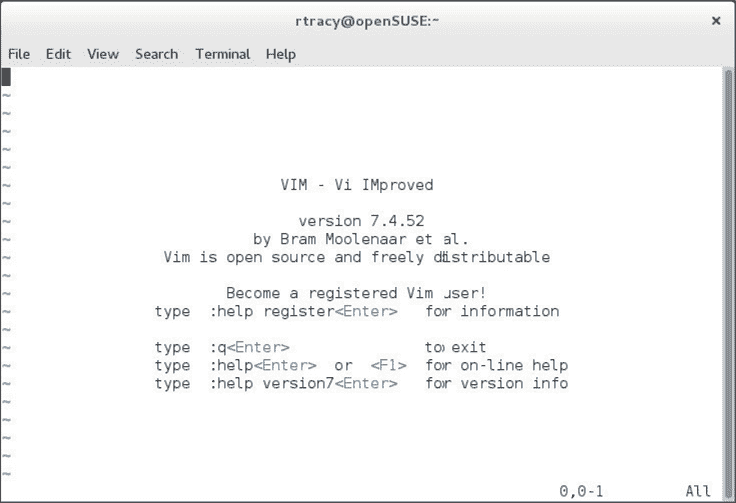 rtracy@openSUSE:~ ×
File Edit View Search Terminal Help
~
~
~
~
~
~
VIM - Vi IMproved
~
~ version 7.4.52
~ by Bram Moolenaar et al.
~ Vim is open source and freely distributable
~
~ Become a registered Vim user!
~ type :help register<Enter> for information
~
~ type :q<Enter> to exit
~ type :help<Enter> or <F1> for on-line help
~ type :help version7<Enter> for version info
~
~
~
~
~
0,0-1 All